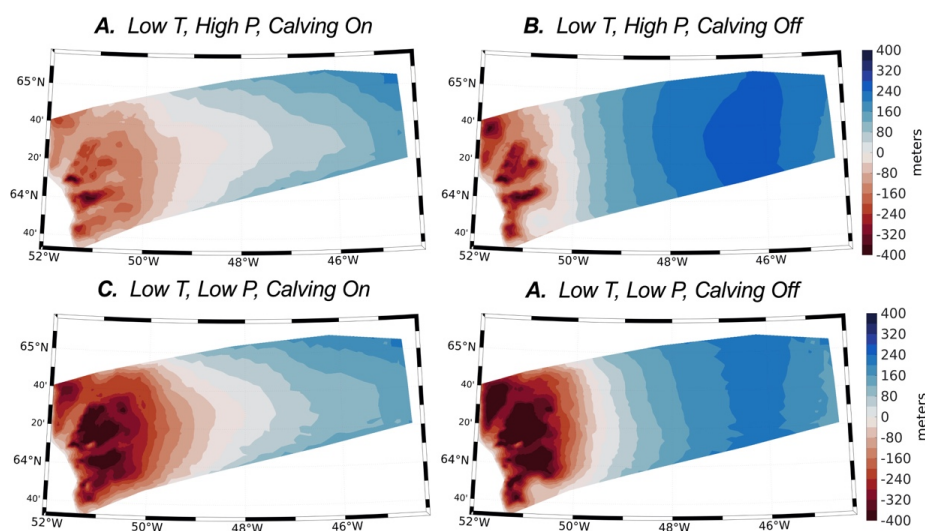 A. Low T, High P, Calving On
B. Low T, High P, Calving Off
65°N
40'
20'
64°N
40'
52°W
50°W
48°W
46°W
65°N
40'
20'
64°N
40'
52°W
50°W
48°W
46°W
400
320
240
160
80
0
-80
-160
-240
-320
-400
meters
C. Low T, Low P, Calving On
A. Low T, Low P, Calving Off
65°N
40'
20'
64°N
40'
52°W
50°W
48°W
46°W
65°N
40'
20'
64°N
40'
52°W
50°W
48°W
46°W
400
320
240
160
80
0
-80
-160
-240
-320
-400
meters